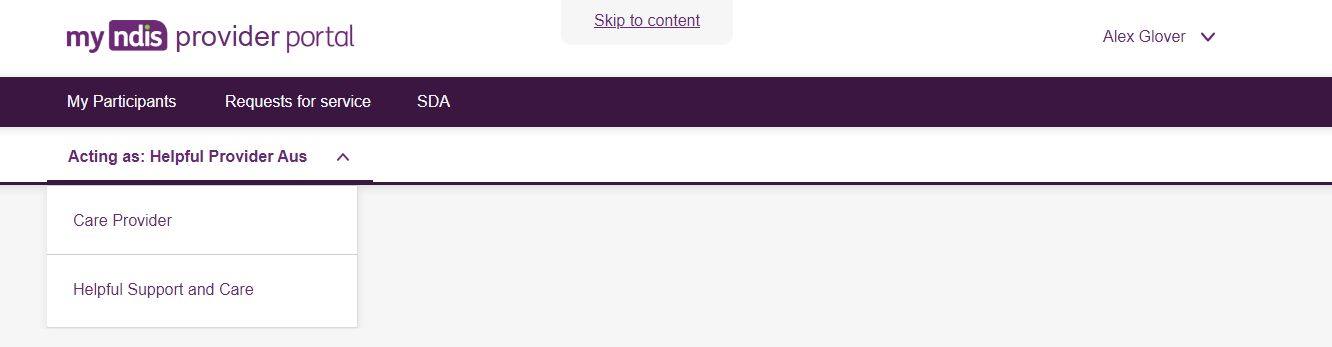 Skip to content
my ndis provider portal
Alex Glover
My Participants Requests for service SDA
Acting as: Helpful Provider Aus
Care Provider
Helpful Support and Care